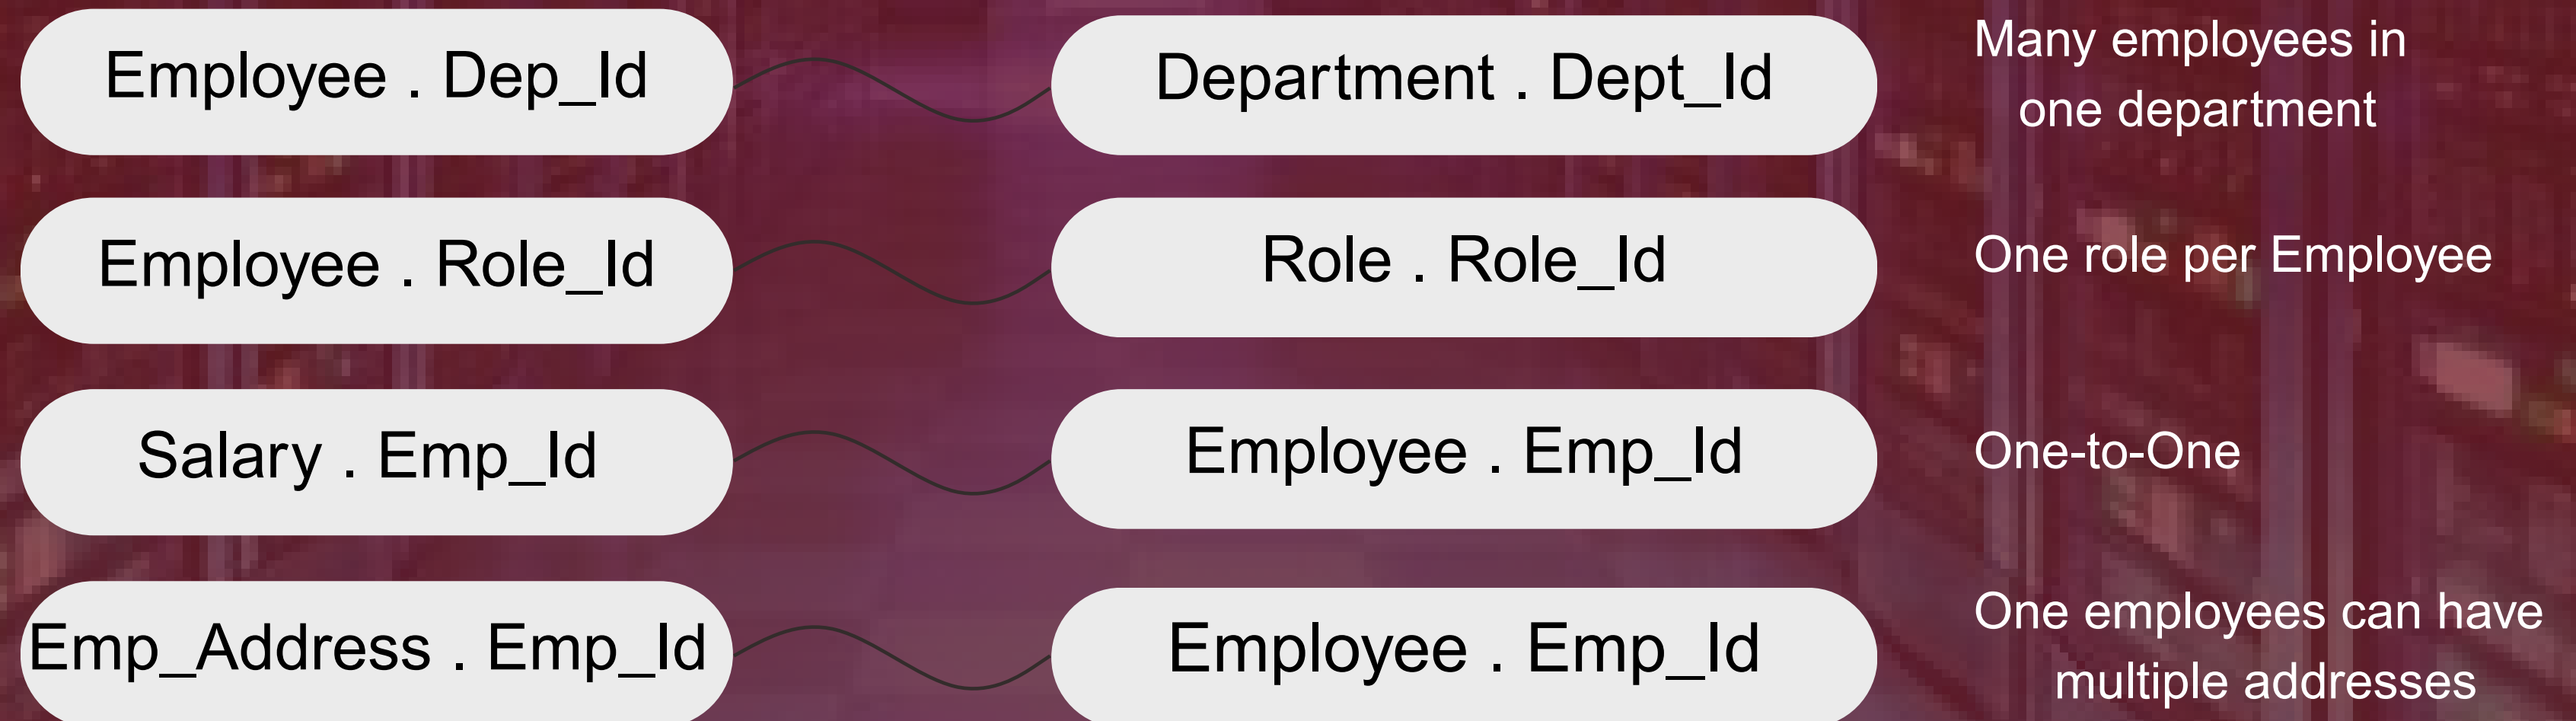 Employee . Dep_Id
Department . Dept_Id
Many employees in
one department
Employee . Role_Id
Role . Role_Id
One role per Employee
Salary . Emp_Id
Employee . Emp_Id
One-to-One
Emp_Address . Emp_Id
Employee . Emp_Id
One employees can have
multiple addresses